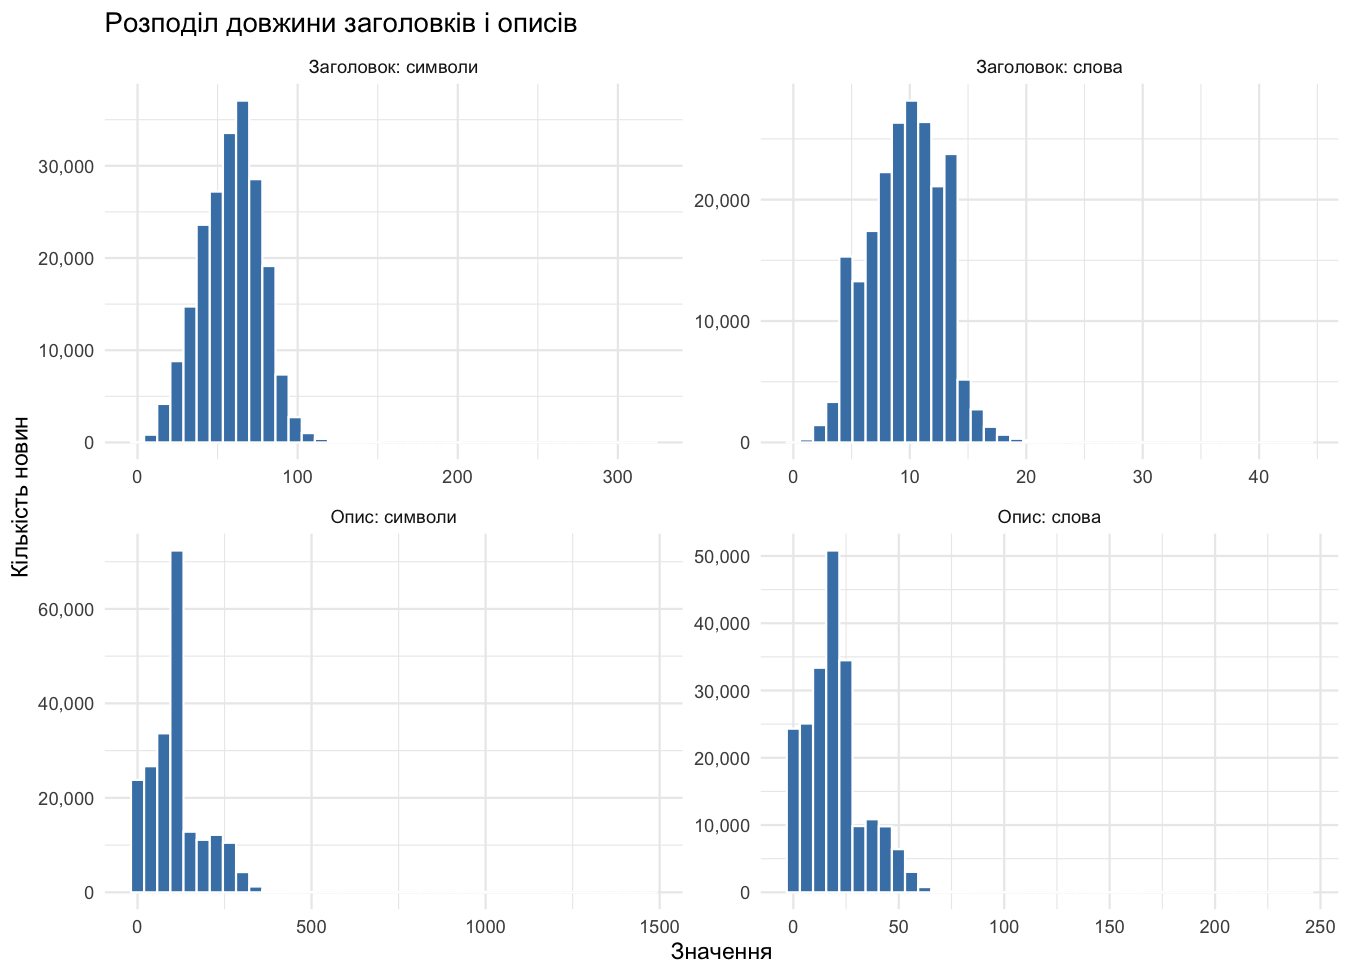 Розподіл довжини заголовків і описів
Заголовок: символи
Заголовок: слова
30,000
20,000
10,000
0
0 100 200 300
20,000
10,000
0
0 10 20 30 40
Кількість новин
Опис: символи
Опис: слова
60,000
40,000
20,000
0
0 500 1000 1500
50,000
40,000
30,000
20,000
10,000
0
0 50 100 150 200 250
Значення